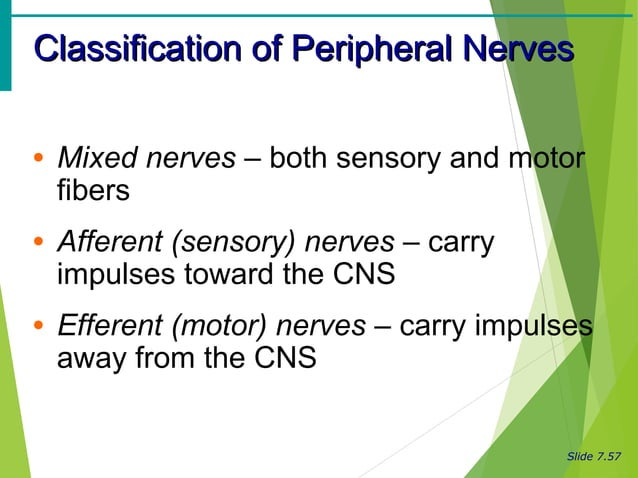 Classification of Peripheral Nerves
• Mixed nerves – both sensory and motor
fibers
• Afferent (sensory) nerves – carry
impulses toward the CNS
• Efferent (motor) nerves – carry impulses
away from the CNS
Slide 7.57